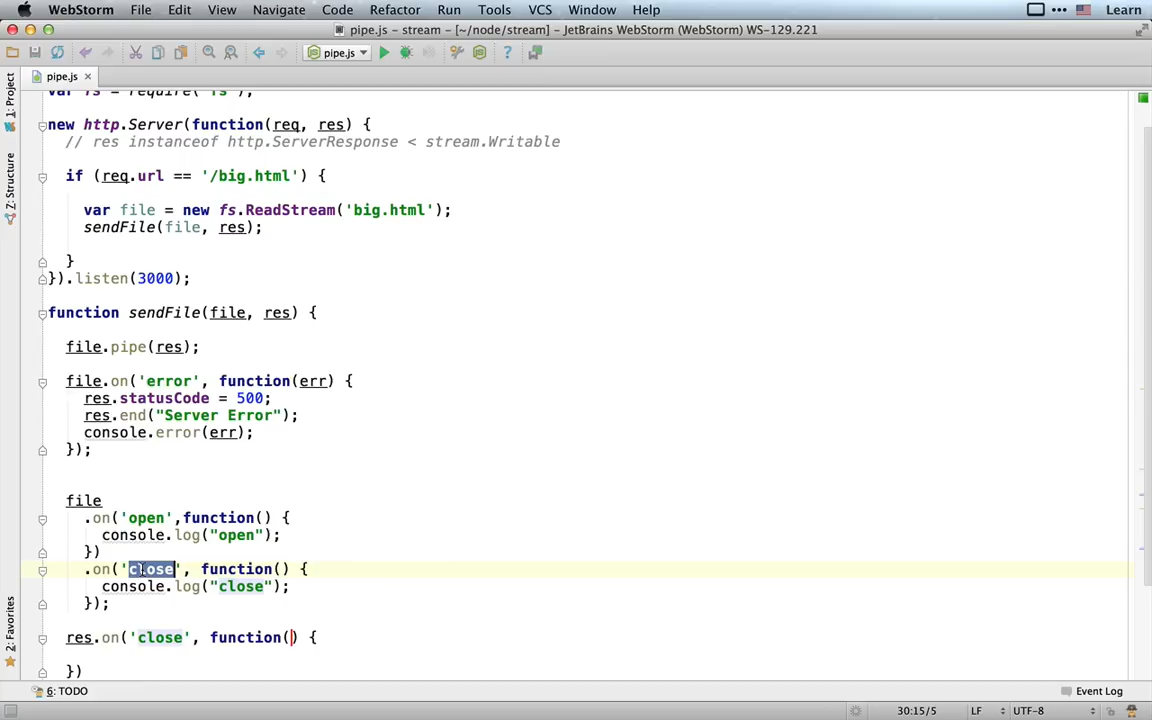 WebStorm File Edit View Navigate Code Refactor Run Tools VCS Window Help Learn
pipe.js - stream - [~/node/stream] - JetBrains WebStorm (WebStorm) WS-129.221
pipe.js
1: Project
pipe.js
Z: Structure
2: Favorites
var fs = require('fs');
new http.Server(function(req, res) {
// res instanceof http.ServerResponse < stream.Writable
if (req.url == '/big.html') {
var file = new fs.ReadStream('big.html');
sendFile(file, res);
}
}).listen(3000);
function sendFile(file, res) {
file.pipe(res);
file.on('error', function(err) {
res.statusCode = 500;
res.end("Server Error");
console.error(err);
});
file
.on('open',function() {
console.log("open");
})
.on('close', function() {
console.log("close");
});
res.on('close', function() {
})
6: TODO Event Log
30:15/5 LF UTF-8